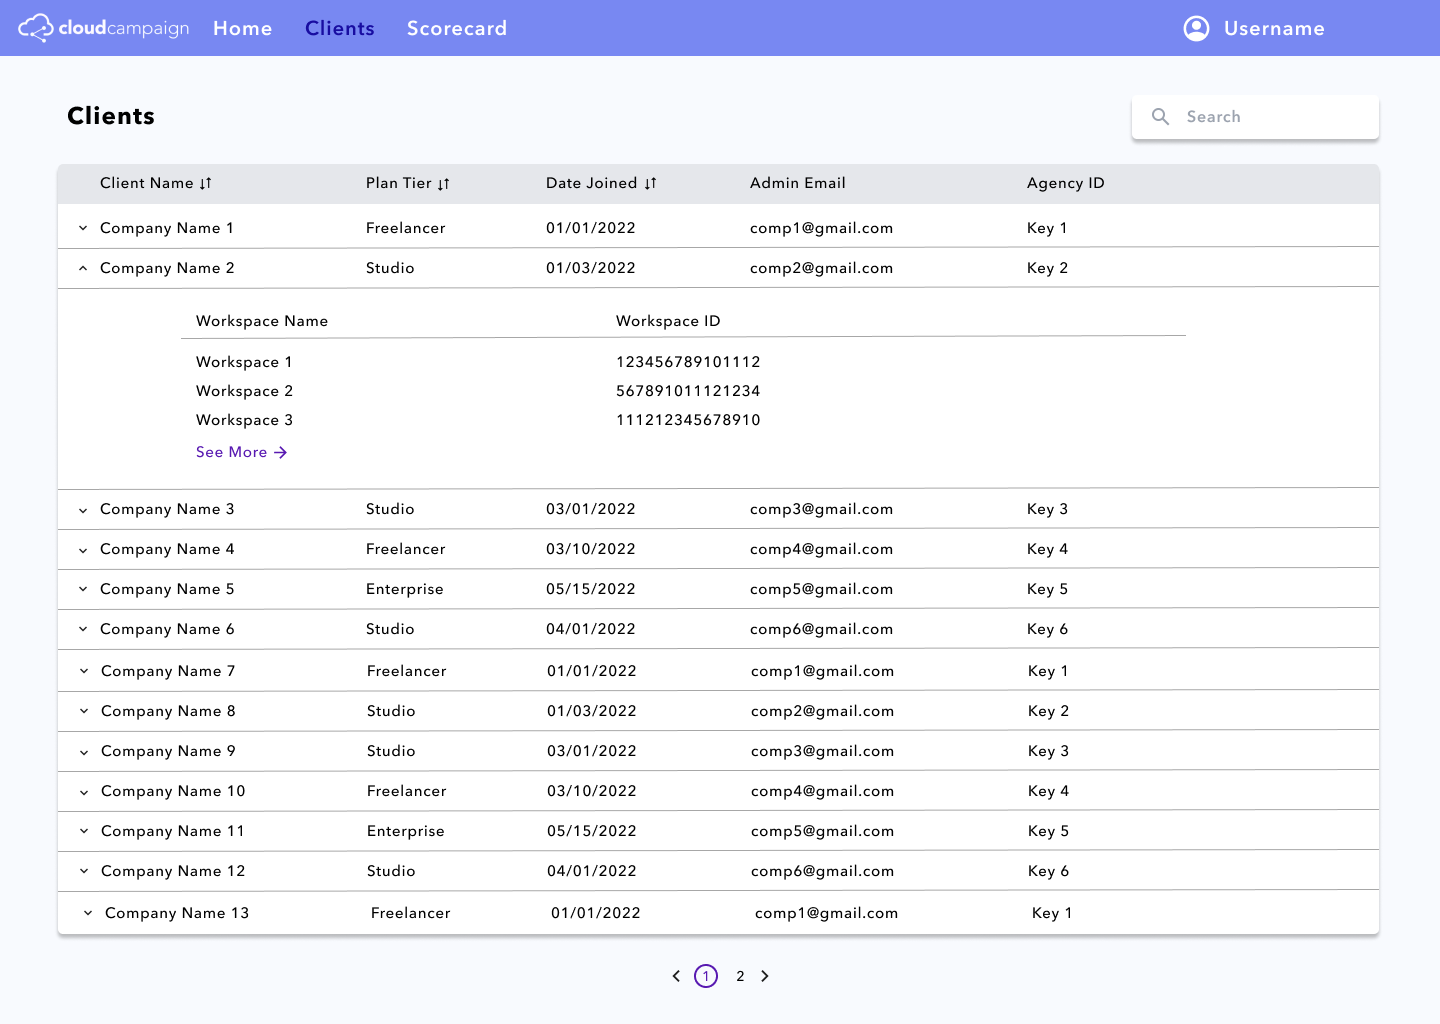 cloudcampaign Home Clients Scorecard Username
Clients Search
Client Name Plan Tier Date Joined Admin Email Agency ID
Company Name 1 Freelancer 01/01/2022 comp1@gmail.com Key 1
Company Name 2 Studio 01/03/2022 comp2@gmail.com Key 2
Workspace Name Workspace ID
Workspace 1 123456789101112
Workspace 2 567891011121234
Workspace 3 111212345678910
See More
Company Name 3 Studio 03/01/2022 comp3@gmail.com Key 3
Company Name 4 Freelancer 03/10/2022 comp4@gmail.com Key 4
Company Name 5 Enterprise 05/15/2022 comp5@gmail.com Key 5
Company Name 6 Studio 04/01/2022 comp6@gmail.com Key 6
Company Name 7 Freelancer 01/01/2022 comp1@gmail.com Key 1
Company Name 8 Studio 01/03/2022 comp2@gmail.com Key 2
Company Name 9 Studio 03/01/2022 comp3@gmail.com Key 3
Company Name 10 Freelancer 03/10/2022 comp4@gmail.com Key 4
Company Name 11 Enterprise 05/15/2022 comp5@gmail.com Key 5
Company Name 12 Studio 04/01/2022 comp6@gmail.com Key 6
Company Name 13 Freelancer 01/01/2022 comp1@gmail.com Key 1
1 2